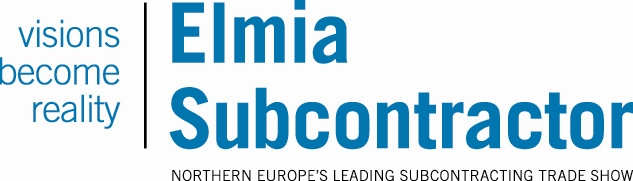 visions
become
reality
Elmia
Subcontractor
NORTHERN EUROPE'S LEADING SUBCONTRACTING TRADE SHOW